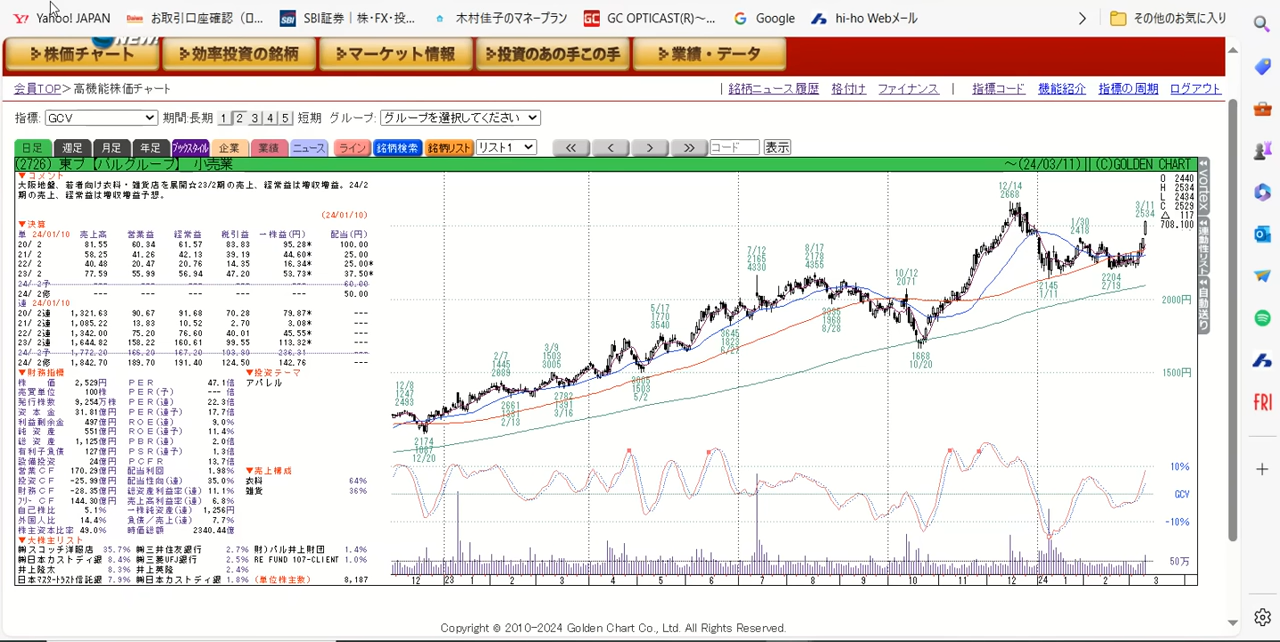 Yahoo! JAPAN お取引口座確認 (ロ... SBI証券|株・FX・投... 木村佳子のマネープラン GC OPTICAST(R)～... Google hi-ho Webメール その他のお気に入り
NEW!
株価チャート 効率投資の銘柄 マーケット情報 投資のあの手この手 業績・データ
会員TOP>高機能株価チャート | 銘柄ニュース履歴 格付け ファイナンス | 指標コード 機能紹介 指標の周期 ログアウト
指標: GCV 期間:長期 1 2 3 4 5 短期 グループ: グループを選択してください
日足 週足 月足 年足 ブックスタイル 企業 業績 ニュース ライン 銘柄検索 銘柄リスト リスト1 << < > >> コード 表示
(2726) 東プ【パルグループ】 小売業 ～(24/03/11) || (C)GOLDEN CHART
▼コメント
大阪地盤、若者向け衣料・雑貨店を展開☆23/2期の売上、経常益は増収増益。24/2
期の売上、経常益は増収増益予想。
(24/01/10)
▼決算
単 24/01/10 売上高 営業益 経常益 税引益 一株益(円) 配当(円)
20/ 2 81.55 60.34 61.57 83.83 95.28* 100.00
21/ 2 58.25 41.26 42.13 39.19 44.60* 25.00
22/ 2 40.48 20.47 20.76 14.35 16.34* 25.00*
23/ 2 77.59 55.99 56.94 47.20 53.73* 37.50*
24/ 2予 --- --- --- --- --- 60.00
24/ 2修 --- --- --- --- --- 50.00
連 24/01/10
20/ 2連 1,321.63 90.67 91.60 70.23 79.87* ---
21/ 2連 1,085.22 13.83 10.52 2.70 3.08* ---
22/ 2連 1,342.00 75.20 76.60 40.01 45.55* ---
23/ 2連 1,644.82 158.22 160.61 99.55 113.32* ---
24/ 2予 1,772.20 166.20 167.20 103.80 236.31 ---
24/ 2修 1,842.70 189.70 191.40 124.50 142.76 ---
▼財務指標 ▼投資テーマ
株価 2,529円 PER 47.1倍 アパレル
売買単位 100株 PER(予) --- 倍
発行株数 9,254万株 PER(連) 22.3倍
資本金 31.81億円 PER(連予) 17.7倍
利益剰余金 497億円 ROE(連) 9.0%
純資産 551億円 ROE(連予) 11.4%
総資産 1,125億円 PBR(連) 2.0倍
有利子負債 127億円 PSR(連予) 1.3倍
設備投資 24億円 PCFR 13.7倍
営業CF 170.29億円 配当利回 1.98% ▼売上構成
投資CF -25.99億円 配当性向(連) 35.0% 衣料 64%
財務CF -28.35億円 総資産利益率(連) 11.1% 雑貨 36%
フリーCF 144.30億円 売上高利益率(連) 6.8%
自己株比 5.1% 一株純資産(連) 1,256円
外国人比 14.4% 負債/売上(連) 7.7%
株主資本比率 49.0% 時価総額 2340.44億
▼大株主リスト
㈱スコッチ洋服店 35.7% ㈱三井住友銀行 2.7% 財)パル井上財団 1.4%
㈱日本カストディ銀 8.4% ㈱三菱UFJ銀行 2.5% RE FUND 107-CLIENT 1.0%
井上隆太 8.3% 井上英隆 2.4%
日本マスタートラスト信託銀 7.9% ㈱日本カストディ銀 1.8% (単位株主数) 8,187
O 2440
H 2534
L 2434
C 2529
△ 117
708.100
12/14
2668
3/11
2534
1/30
2418
7/12
2165
4330
8/17
2178
4355
10/12
2071
2145
1/11
2204
2/19
2000円
5/17
1770
3540
3645
1823
6/27
1968
8/28
1668
10/20
1500円
2/7
1445
2889
3/9
1503
3005
3005
1503
5/2
12/8
1247
2493
2661
1331
2/13
2782
1391
3/16
2174
1087
12/20
10%
GCV
-10%
50万
12 23 2 3 4 5 6 7 8 9 10 11 12 24 1 2 3
vortex
連動性リスト
自動送り
FRI
Copyright © 2010-2024 Golden Chart Co., Ltd. All Rights Reserved.